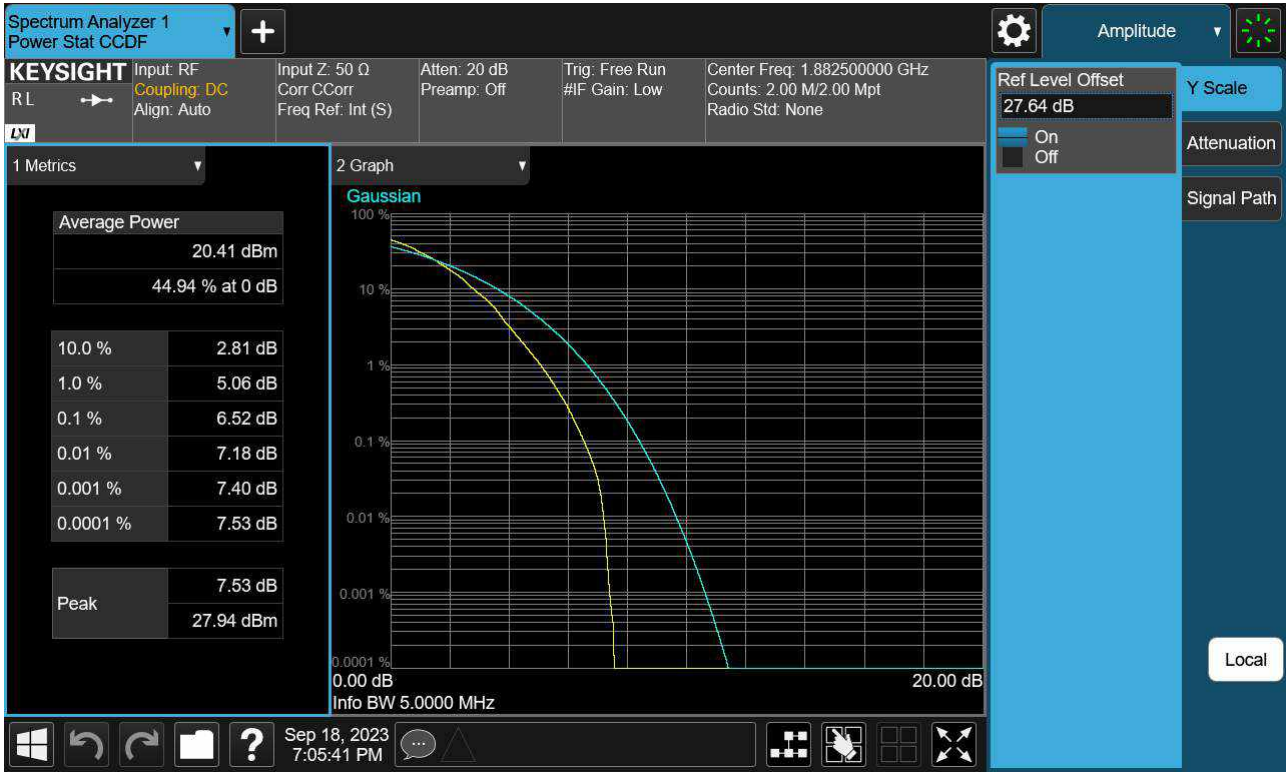 Spectrum Analyzer 1
Power Stat CCDF
+
Amplitude
KEYSIGHT
R L
LXI
Input: RF
Coupling: DC
Align: Auto
Input Z: 50 Ω
Corr CCorr
Freq Ref: Int (S)
Atten: 20 dB
Preamp: Off
Trig: Free Run
#IF Gain: Low
Center Freq: 1.882500000 GHz
Counts: 2.00 M/2.00 Mpt
Radio Std: None
Ref Level Offset
27.64 dB
On
Off
Y Scale
Attenuation
Signal Path
1 Metrics
Average Power
20.41 dBm
44.94 % at 0 dB
10.0 % 2.81 dB
1.0 % 5.06 dB
0.1 % 6.52 dB
0.01 % 7.18 dB
0.001 % 7.40 dB
0.0001 % 7.53 dB
Peak
7.53 dB
27.94 dBm
2 Graph
Gaussian
100 %
10 %
1 %
0.1 %
0.01 %
0.001 %
0.0001 %
0.00 dB 20.00 dB
Info BW 5.0000 MHz
Local
?
Sep 18, 2023
7:05:41 PM